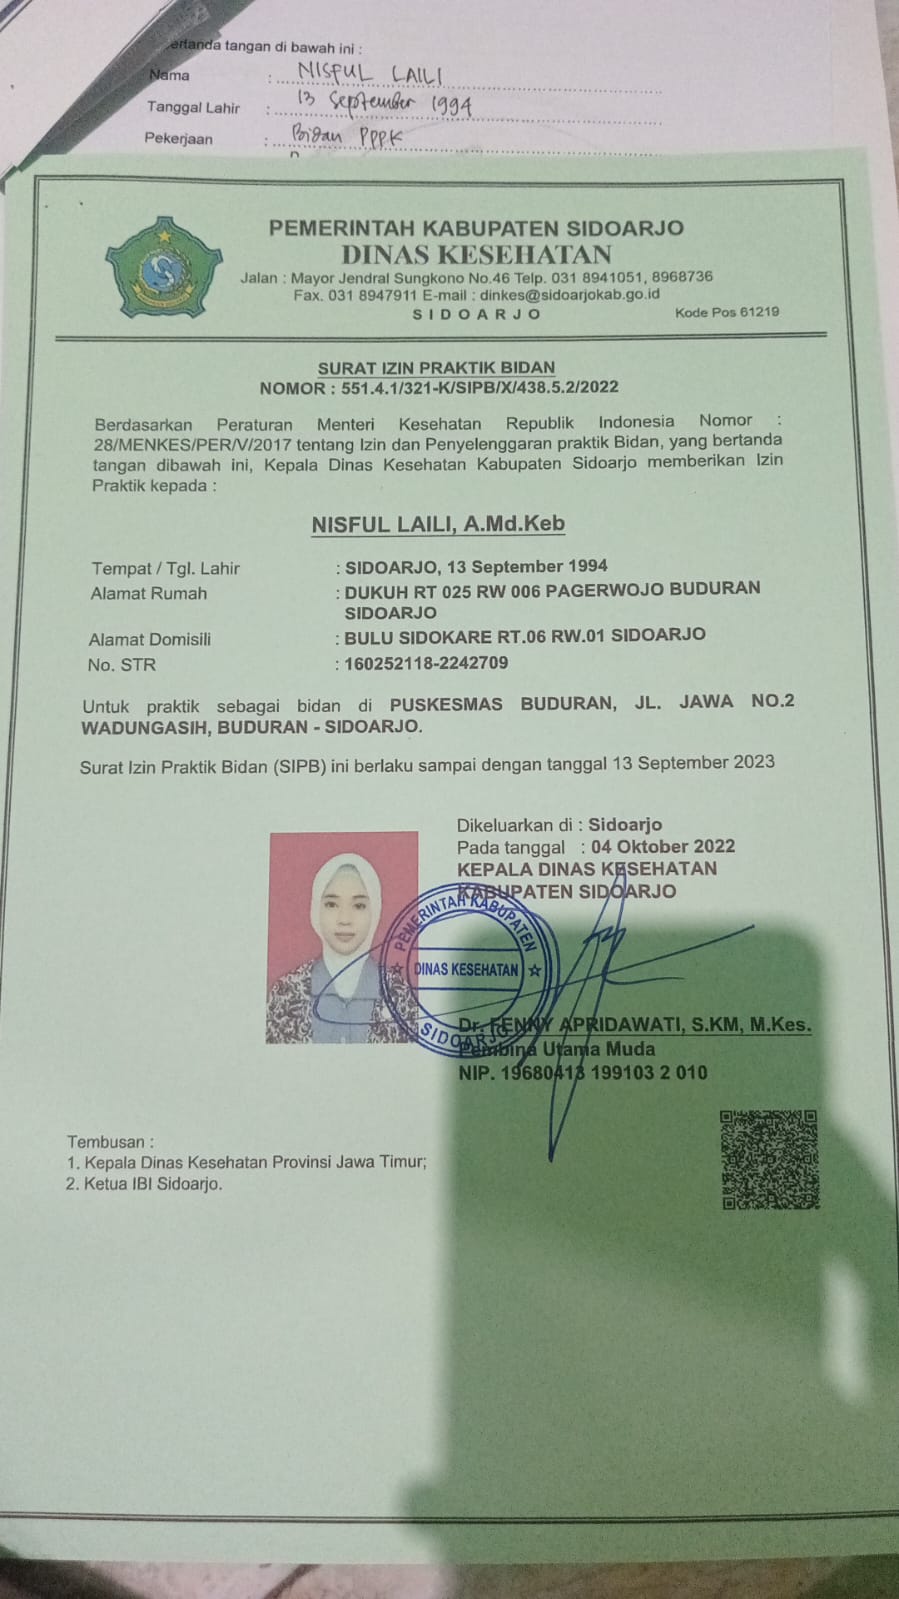 ertanda tangan di bawah ini :
Nama : NISFUL LAILI
Tanggal Lahir : 13 September 1994
Pekerjaan : Bidan PPPK
PEMERINTAH KABUPATEN SIDOARJO
DINAS KESEHATAN
Jalan : Mayor Jendral Sungkono No.46 Telp. 031 8941051, 8968736
Fax. 031 8947911 E-mail : dinkes@sidoarjokab.go.id
SIDOARJO Kode Pos 61219
SURAT IZIN PRAKTIK BIDAN
NOMOR : 551.4.1/321-K/SIPB/X/438.5.2/2022
Berdasarkan Peraturan Menteri Kesehatan Republik Indonesia Nomor :
28/MENKES/PER/V/2017 tentang Izin dan Penyelenggaran praktik Bidan, yang bertanda
tangan dibawah ini, Kepala Dinas Kesehatan Kabupaten Sidoarjo memberikan Izin
Praktik kepada :
NISFUL LAILI, A.Md.Keb
Tempat / Tgl. Lahir : SIDOARJO, 13 September 1994
Alamat Rumah : DUKUH RT 025 RW 006 PAGERWOJO BUDURAN
SIDOARJO
Alamat Domisili : BULU SIDOKARE RT.06 RW.01 SIDOARJO
No. STR : 160252118-2242709
Untuk praktik sebagai bidan di PUSKESMAS BUDURAN, JL. JAWA NO.2
WADUNGASIH, BUDURAN - SIDOARJO.
Surat Izin Praktik Bidan (SIPB) ini berlaku sampai dengan tanggal 13 September 2023
Dikeluarkan di : Sidoarjo
Pada tanggal : 04 Oktober 2022
KEPALA DINAS KESEHATAN
KABUPATEN SIDOARJO
PEMERINTAH KABUPATEN
DINAS KESEHATAN
SIDOARJO
Dr. FENNY APRIDAWATI, S.KM, M.Kes.
Pembina Utama Muda
NIP. 19680413 199103 2 010
Tembusan :
1. Kepala Dinas Kesehatan Provinsi Jawa Timur;
2. Ketua IBI Sidoarjo.